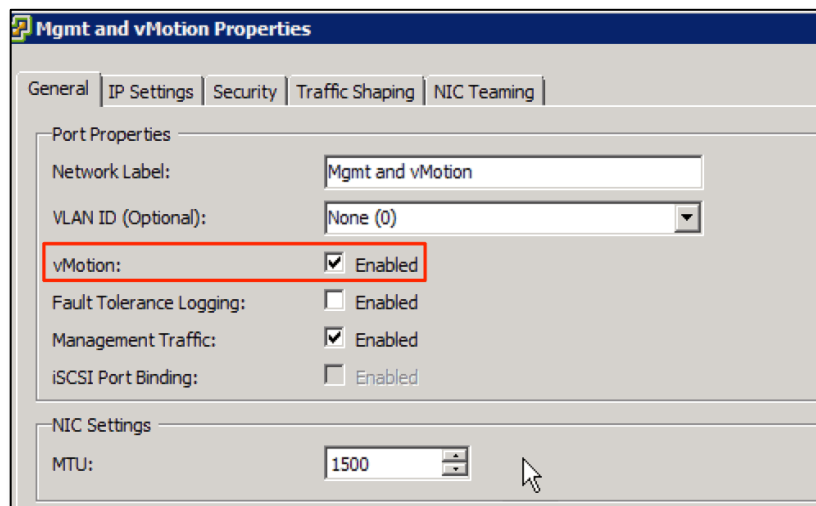 Mgmt and vMotion Properties
General IP Settings Security Traffic Shaping NIC Teaming
Port Properties
Network Label: Mgmt and vMotion
VLAN ID (Optional): None (0)
vMotion: Enabled
Fault Tolerance Logging: Enabled
Management Traffic: Enabled
iSCSI Port Binding: Enabled
NIC Settings
MTU: 1500